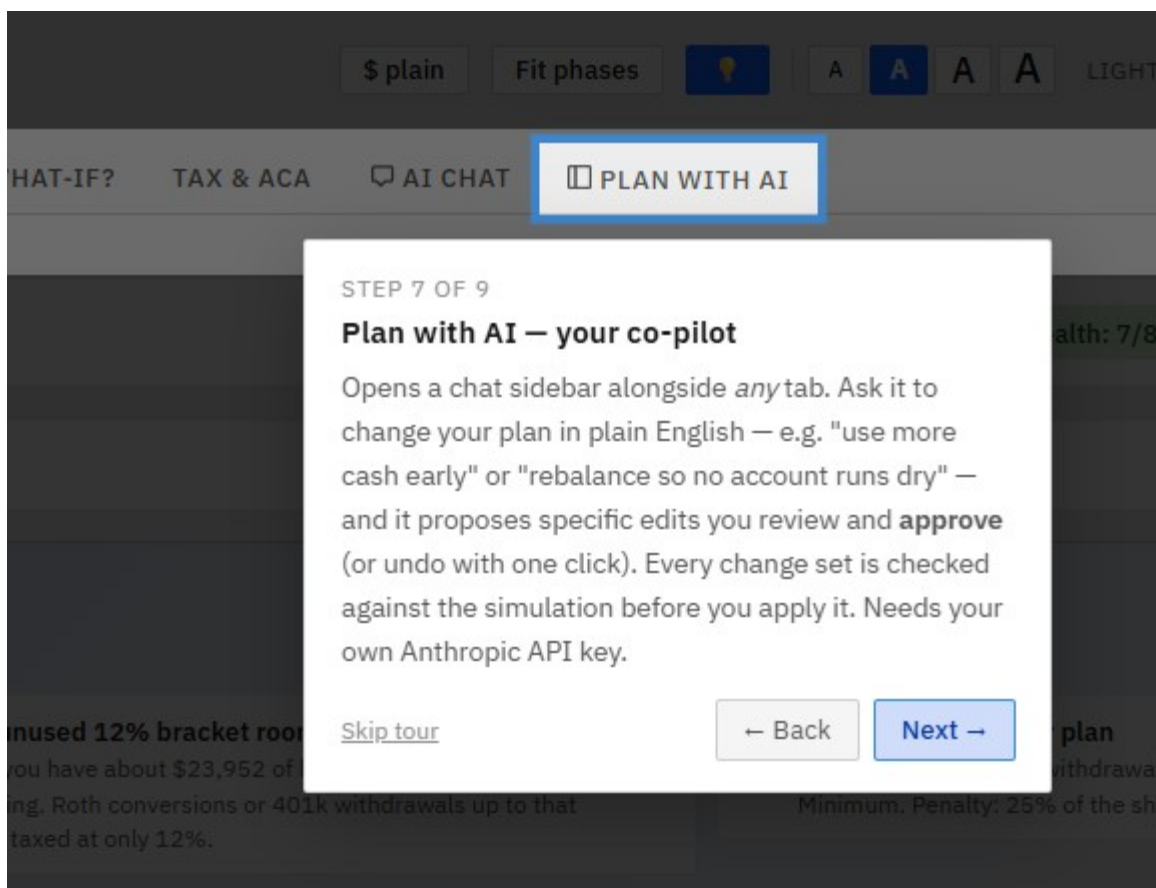 $ plain Fit phases A A A A LIGHT
HAT-IF? TAX & ACA AI CHAT PLAN WITH AI
STEP 7 OF 9
Plan with AI — your co-pilot
alth: 7/8
Opens a chat sidebar alongside any tab. Ask it to
change your plan in plain English — e.g. "use more
cash early" or "rebalance so no account runs dry" —
and it proposes specific edits you review and approve
(or undo with one click). Every change set is checked
against the simulation before you apply it. Needs your
own Anthropic API key.
Skip tour ← Back Next →
unused 12% bracket roo
you have about $23,952 of
ing. Roth conversions or 401k withdrawals up to that
taxed at only 12%.
plan
withdrawa
Minimum. Penalty: 25% of the sh